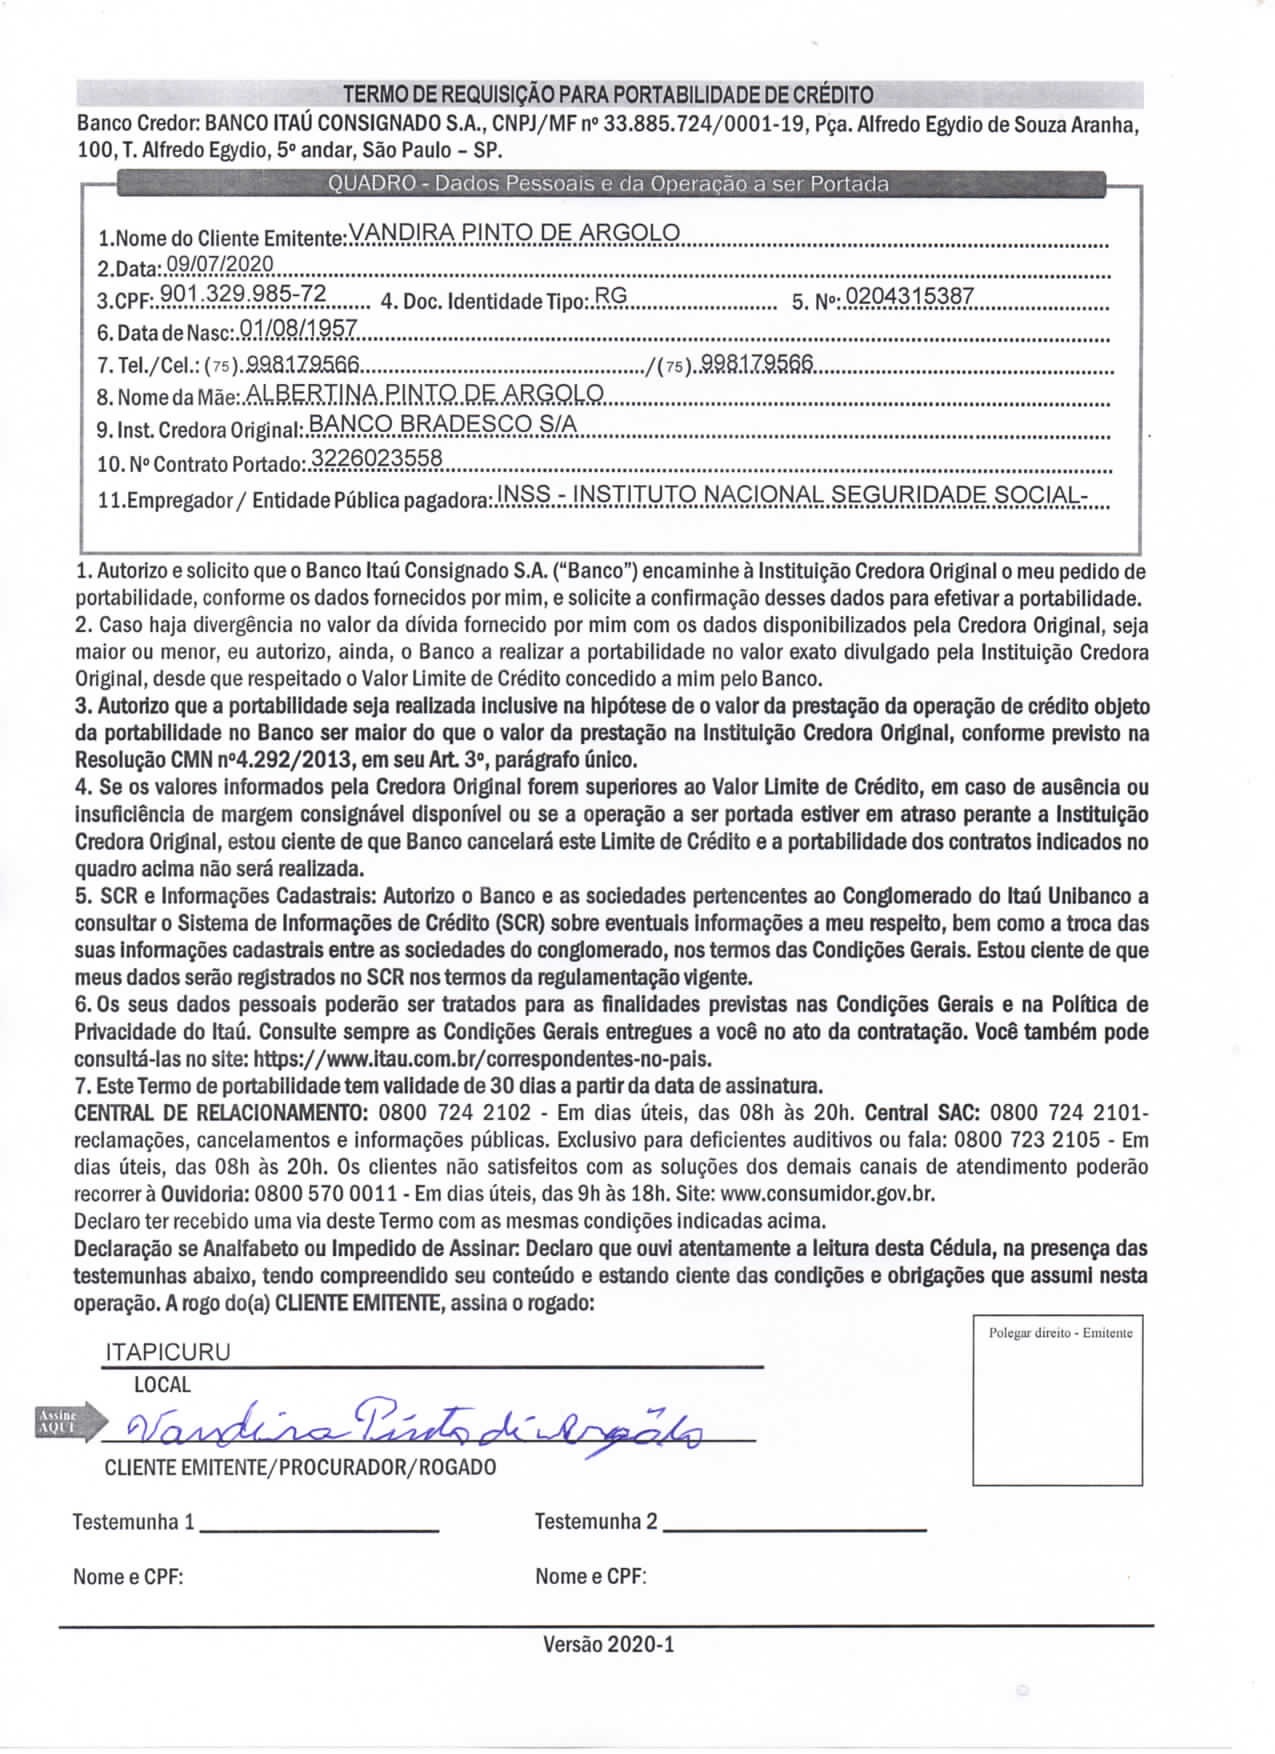 TERMO DE REQUISIÇÃO PARA PORTABILIDADE DE CRÉDITO
Banco Credor: BANCO ITAÚ CONSIGNADO S.A., CNPJ/MF nº 33.885.724/0001-19, Pça. Alfredo Egydio de Souza Aranha,
100, T. Alfredo Egydio, 5º andar, São Paulo – SP.
QUADRO - Dados Pessoais e da Operação a ser Portada
1.Nome do Cliente Emitente: VANDIRA PINTO DE ARGOLO
2.Data: 09/07/2020
3.CPF: 901.329.985-72 4. Doc. Identidade Tipo: RG 5. Nº: 0204315387
6. Data de Nasc: 01/08/1957
7. Tel./Cel.: (75) 998179566 /(75) 998179566
8. Nome da Mãe: ALBERTINA PINTO DE ARGOLO
9. Inst. Credora Original: BANCO BRADESCO S/A
10. Nº Contrato Portado: 3226023558
11.Empregador / Entidade Pública pagadora: INSS - INSTITUTO NACIONAL SEGURIDADE SOCIAL-
1. Autorizo e solicito que o Banco Itaú Consignado S.A. (“Banco”) encaminhe à Instituição Credora Original o meu pedido de
portabilidade, conforme os dados fornecidos por mim, e solicite a confirmação desses dados para efetivar a portabilidade.
2. Caso haja divergência no valor da dívida fornecido por mim com os dados disponibilizados pela Credora Original, seja
maior ou menor, eu autorizo, ainda, o Banco a realizar a portabilidade no valor exato divulgado pela Instituição Credora
Original, desde que respeitado o Valor Limite de Crédito concedido a mim pelo Banco.
3. Autorizo que a portabilidade seja realizada inclusive na hipótese de o valor da prestação da operação de crédito objeto
da portabilidade no Banco ser maior do que o valor da prestação na Instituição Credora Original, conforme previsto na
Resolução CMN nº4.292/2013, em seu Art. 3º, parágrafo único.
4. Se os valores informados pela Credora Original forem superiores ao Valor Limite de Crédito, em caso de ausência ou
insuficiência de margem consignável disponível ou se a operação a ser portada estiver em atraso perante a Instituição
Credora Original, estou ciente de que Banco cancelará este Limite de Crédito e a portabilidade dos contratos indicados no
quadro acima não será realizada.
5. SCR e Informações Cadastrais: Autorizo o Banco e as sociedades pertencentes ao Conglomerado do Itaú Unibanco a
consultar o Sistema de Informações de Crédito (SCR) sobre eventuais informações a meu respeito, bem como a troca das
suas informações cadastrais entre as sociedades do conglomerado, nos termos das Condições Gerais. Estou ciente de que
meus dados serão registrados no SCR nos termos da regulamentação vigente.
6. Os seus dados pessoais poderão ser tratados para as finalidades previstas nas Condições Gerais e na Política de
Privacidade do Itaú. Consulte sempre as Condições Gerais entregues a você no ato da contratação. Você também pode
consultá-las no site: https://www.itau.com.br/correspondentes-no-pais.
7. Este Termo de portabilidade tem validade de 30 dias a partir da data de assinatura.
CENTRAL DE RELACIONAMENTO: 0800 724 2102 - Em dias úteis, das 08h às 20h. Central SAC: 0800 724 2101-
reclamações, cancelamentos e informações públicas. Exclusivo para deficientes auditivos ou fala: 0800 723 2105 - Em
dias úteis, das 08h às 20h. Os clientes não satisfeitos com as soluções dos demais canais de atendimento poderão
recorrer à Ouvidoria: 0800 570 0011 - Em dias úteis, das 9h às 18h. Site: www.consumidor.gov.br.
Declaro ter recebido uma via deste Termo com as mesmas condições indicadas acima.
Declaração se Analfabeto ou Impedido de Assinar: Declaro que ouvi atentamente a leitura desta Cédula, na presença das
testemunhas abaixo, tendo compreendido seu conteúdo e estando ciente das condições e obrigações que assumi nesta
operação. A rogo do(a) CLIENTE EMITENTE, assina o rogado:
Polegar direito - Emitente
ITAPICURU
LOCAL
Assine
AQUI
Vandira Pinto di Argôlo
CLIENTE EMITENTE/PROCURADOR/ROGADO
Testemunha 1 Testemunha 2
Nome e CPF: Nome e CPF:
Versão 2020-1